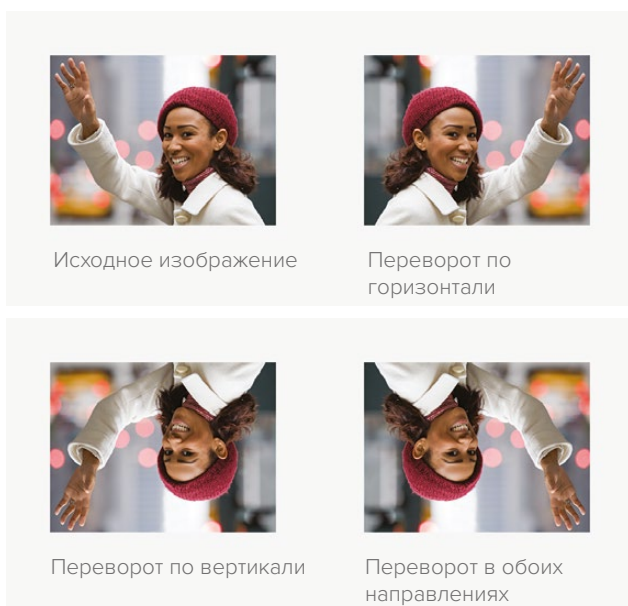 Исходное изображение
Переворот по
горизонтали
Переворот по вертикали
Переворот в обоих
направлениях